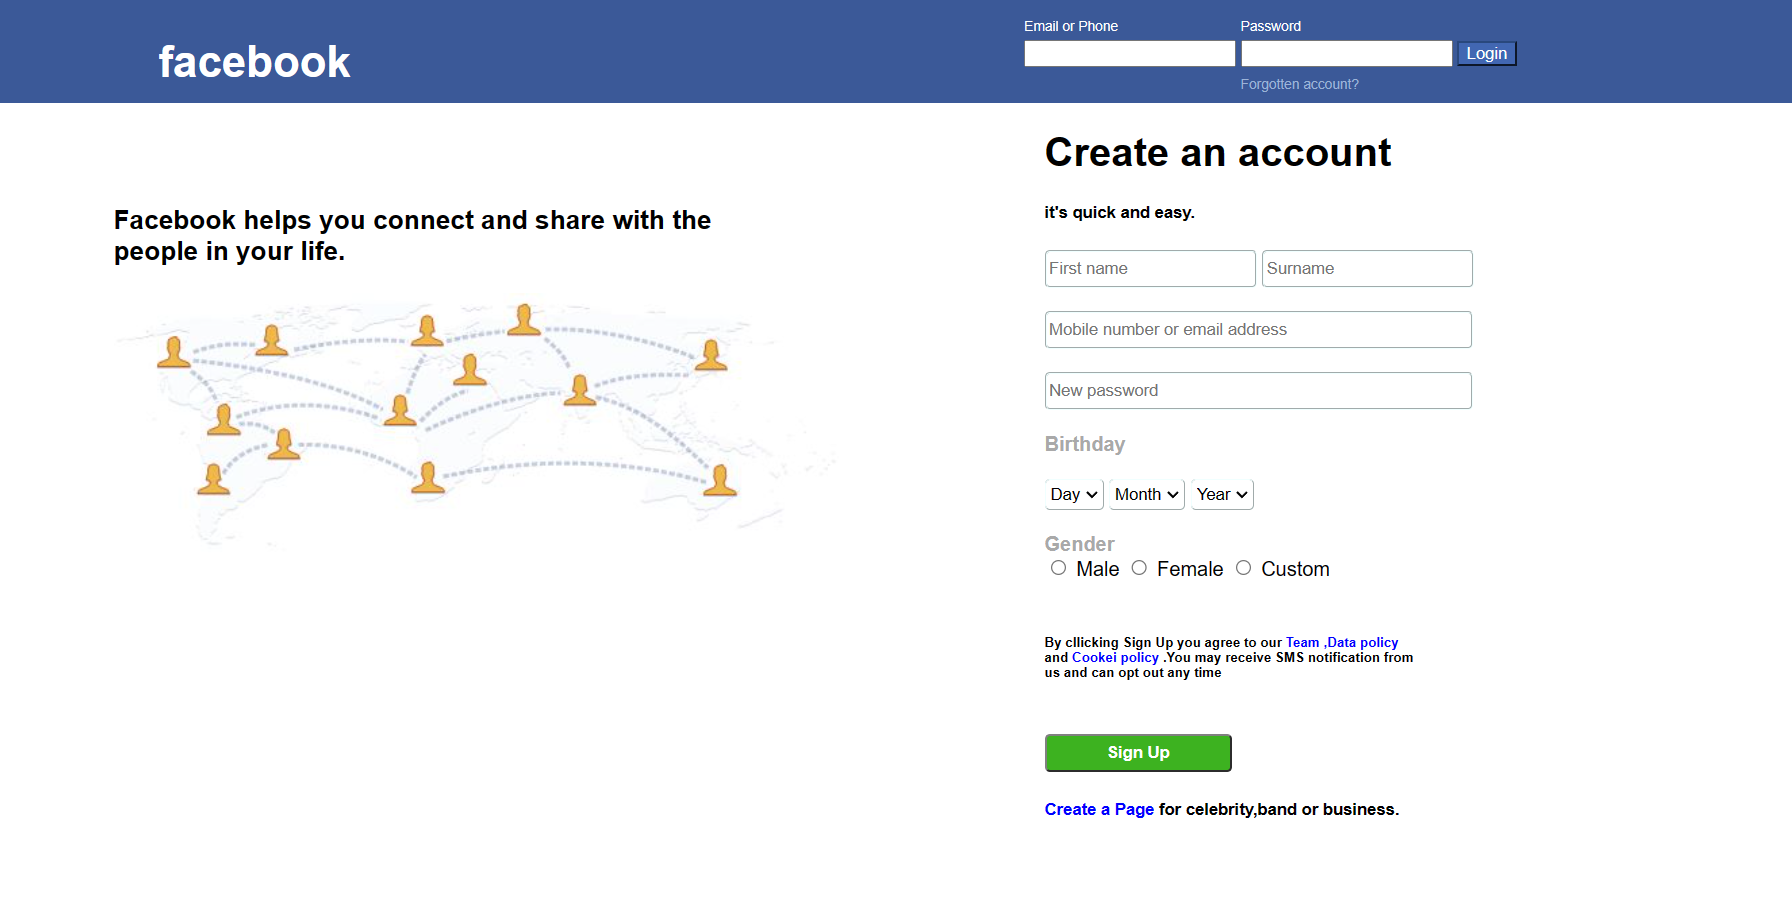 facebook
Email or Phone
Password
Login
Forgotten account?
Facebook helps you connect and share with the
people in your life.
Create an account
it's quick and easy.
First name
Surname
Mobile number or email address
New password
Birthday
Day
Month
Year
Gender
Male
Female
Custom
By cllicking Sign Up you agree to our Team ,Data policy
and Cookei policy .You may receive SMS notification from
us and can opt out any time
Sign Up
Create a Page for celebrity,band or business.